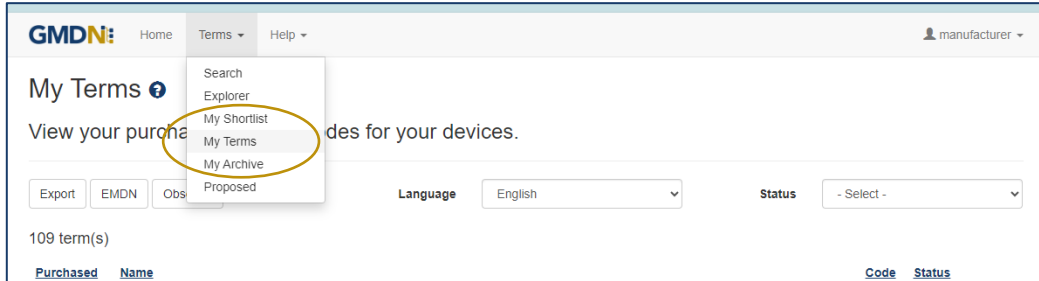 GMDN Home Terms Help manufacturer
Search
My Terms
Explorer
My Shortlist
View your purcha des for your devices.
My Terms
My Archive
Export EMDN Obs Language English Status - Select -
Proposed
109 term(s)
Purchased Name Code Status